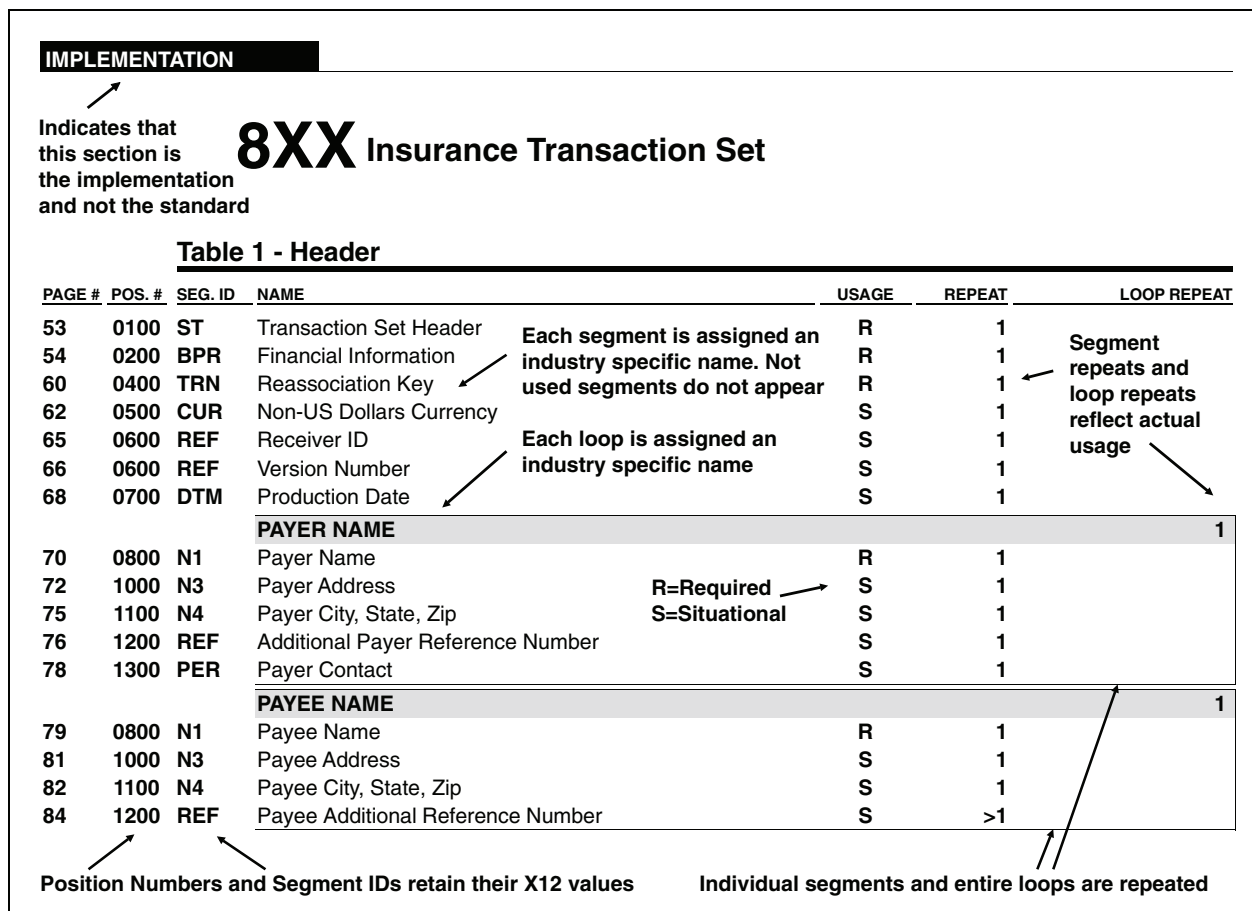 IMPLEMENTATION
Indicates that
this section is
the implementation
and not the standard
8XX Insurance Transaction Set
Table 1 - Header
PAGE # POS. # SEG. ID NAME USAGE REPEAT LOOP REPEAT
53 0100 ST Transaction Set Header R 1
54 0200 BPR Financial Information R 1
60 0400 TRN Reassociation Key R 1
62 0500 CUR Non-US Dollars Currency S 1
65 0600 REF Receiver ID S 1
66 0600 REF Version Number S 1
68 0700 DTM Production Date S 1
Each segment is assigned an
industry specific name. Not
used segments do not appear
Each loop is assigned an
industry specific name
Segment
repeats and
loop repeats
reflect actual
usage
PAYER NAME 1
70 0800 N1 Payer Name R 1
72 1000 N3 Payer Address S 1
75 1100 N4 Payer City, State, Zip S 1
76 1200 REF Additional Payer Reference Number S 1
78 1300 PER Payer Contact S 1
R=Required
S=Situational
PAYEE NAME 1
79 0800 N1 Payee Name R 1
81 1000 N3 Payee Address S 1
82 1100 N4 Payee City, State, Zip S 1
84 1200 REF Payee Additional Reference Number S >1
Position Numbers and Segment IDs retain their X12 values
Individual segments and entire loops are repeated